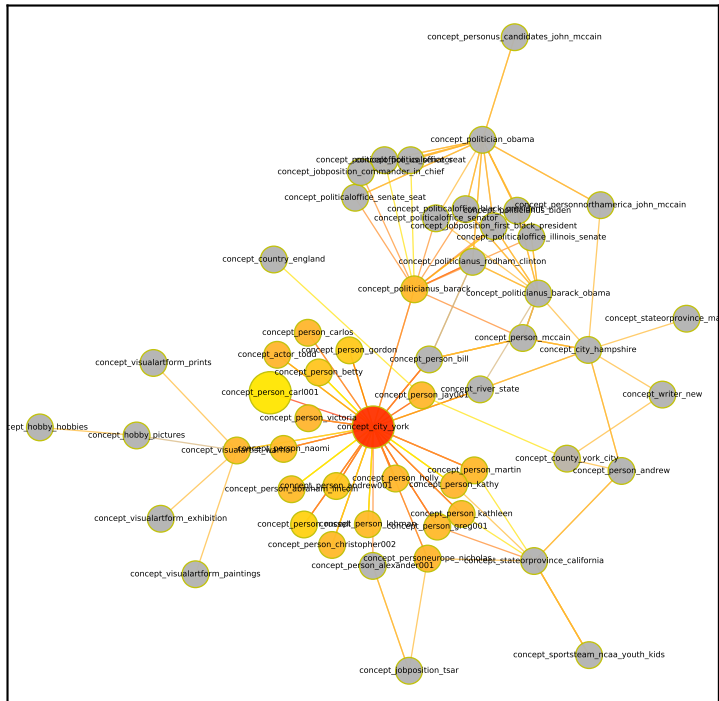 concept_personus_candidates_john_mccain
concept_politician_obama
concept_politicaloffice_senate_seat
concept_jobposition_commander_in_chief
concept_personnorthamerica_john_mccain
concept_politicaloffice_senator
concept_jobposition_first_black_president
concept_politicaloffice_illinois_senate
concept_country_england
concept_politicianus_rodham_clinton
concept_politicianus_barack
concept_politicianus_barack_obama
concept_person_carlos
concept_person_mccain
concept_person_gordon
concept_city_hampshire
concept_actor_todd
concept_visualartform_prints
concept_person_bill
concept_person_betty
concept_person_carl001
concept_person_jay001
concept_river_state
concept_writer_new
concept_person_victoria
concept_city_york
concept_hobby_pictures
concept_person_naomi
concept_county_york_city
concept_person_martin
concept_person_andrew
concept_person_holly
concept_person_kathy
concept_person_andrew001
concept_person_kathleen
concept_visualartform_exhibition
concept_person_lehman
concept_person_greg001
concept_person_christopher002
concept_personeurope_nicholas
concept_stateorprovince_california
concept_person_alexander001
concept_visualartform_paintings
concept_sportsteam_ncaa_youth_kids
concept_jobposition_tsar